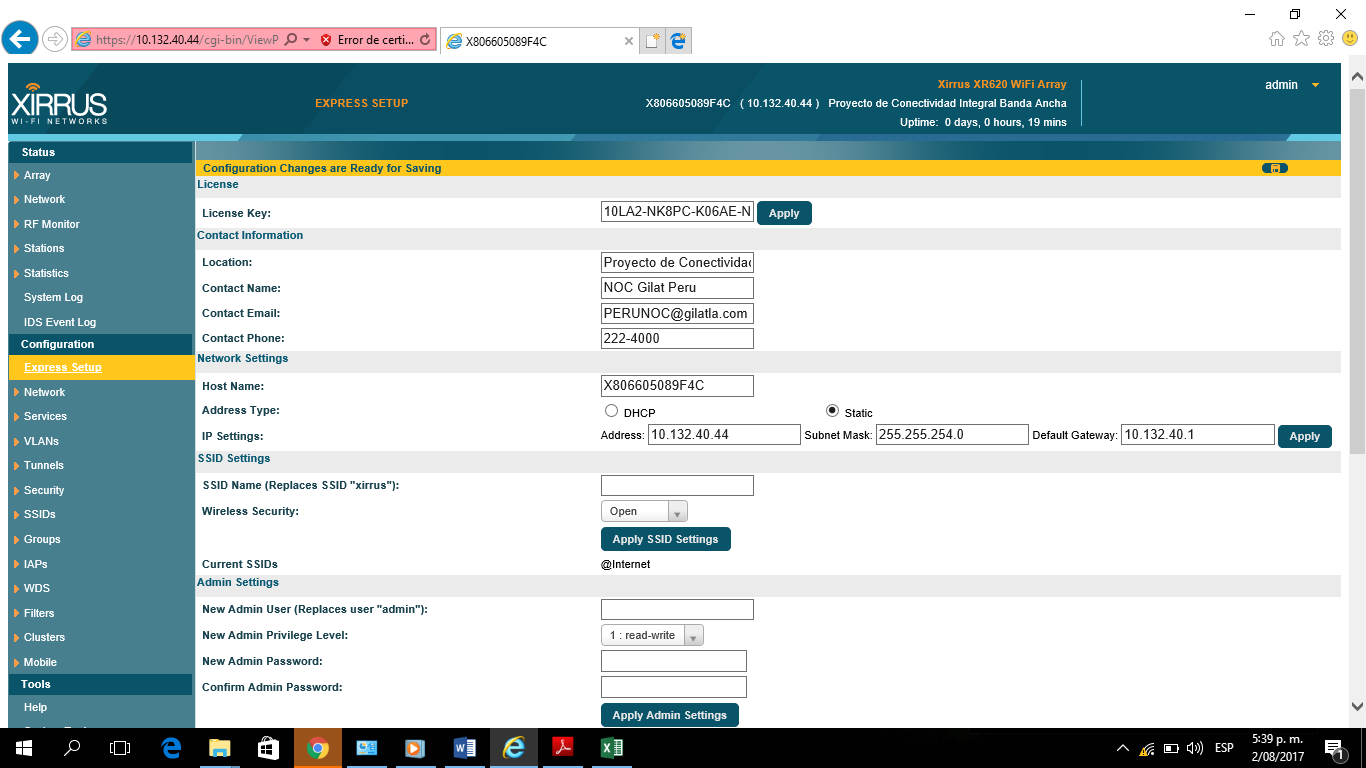 https://10.132.40.44/cgi-bin/ViewP
Error de certi...
X806605089F4C
XIRRUS
WI-FI NETWORKS
EXPRESS SETUP
Xirrus XR620 WiFi Array
X806605089F4C ( 10.132.40.44 ) Proyecto de Conectividad Integral Banda Ancha
Uptime: 0 days, 0 hours, 19 mins
admin
Status
Array
Network
RF Monitor
Stations
Statistics
System Log
IDS Event Log
Configuration
Express Setup
Network
Services
VLANs
Tunnels
Security
SSIDs
Groups
IAPs
WDS
Filters
Clusters
Mobile
Tools
Help
Configuration Changes are Ready for Saving
License
License Key: 10LA2-NK8PC-K06AE-N Apply
Contact Information
Location: Proyecto de Conectividad
Contact Name: NOC Gilat Peru
Contact Email: PERUNOC@gilatla.com
Contact Phone: 222-4000
Network Settings
Host Name: X806605089F4C
Address Type: DHCP Static
IP Settings: Address: 10.132.40.44 Subnet Mask: 255.255.254.0 Default Gateway: 10.132.40.1 Apply
SSID Settings
SSID Name (Replaces SSID "xirrus"):
Wireless Security: Open
Apply SSID Settings
Current SSIDs @Internet
Admin Settings
New Admin User (Replaces user "admin"):
New Admin Privilege Level: 1 : read-write
New Admin Password:
Confirm Admin Password:
Apply Admin Settings
ESP
5:39 p. m.
2/08/2017
1